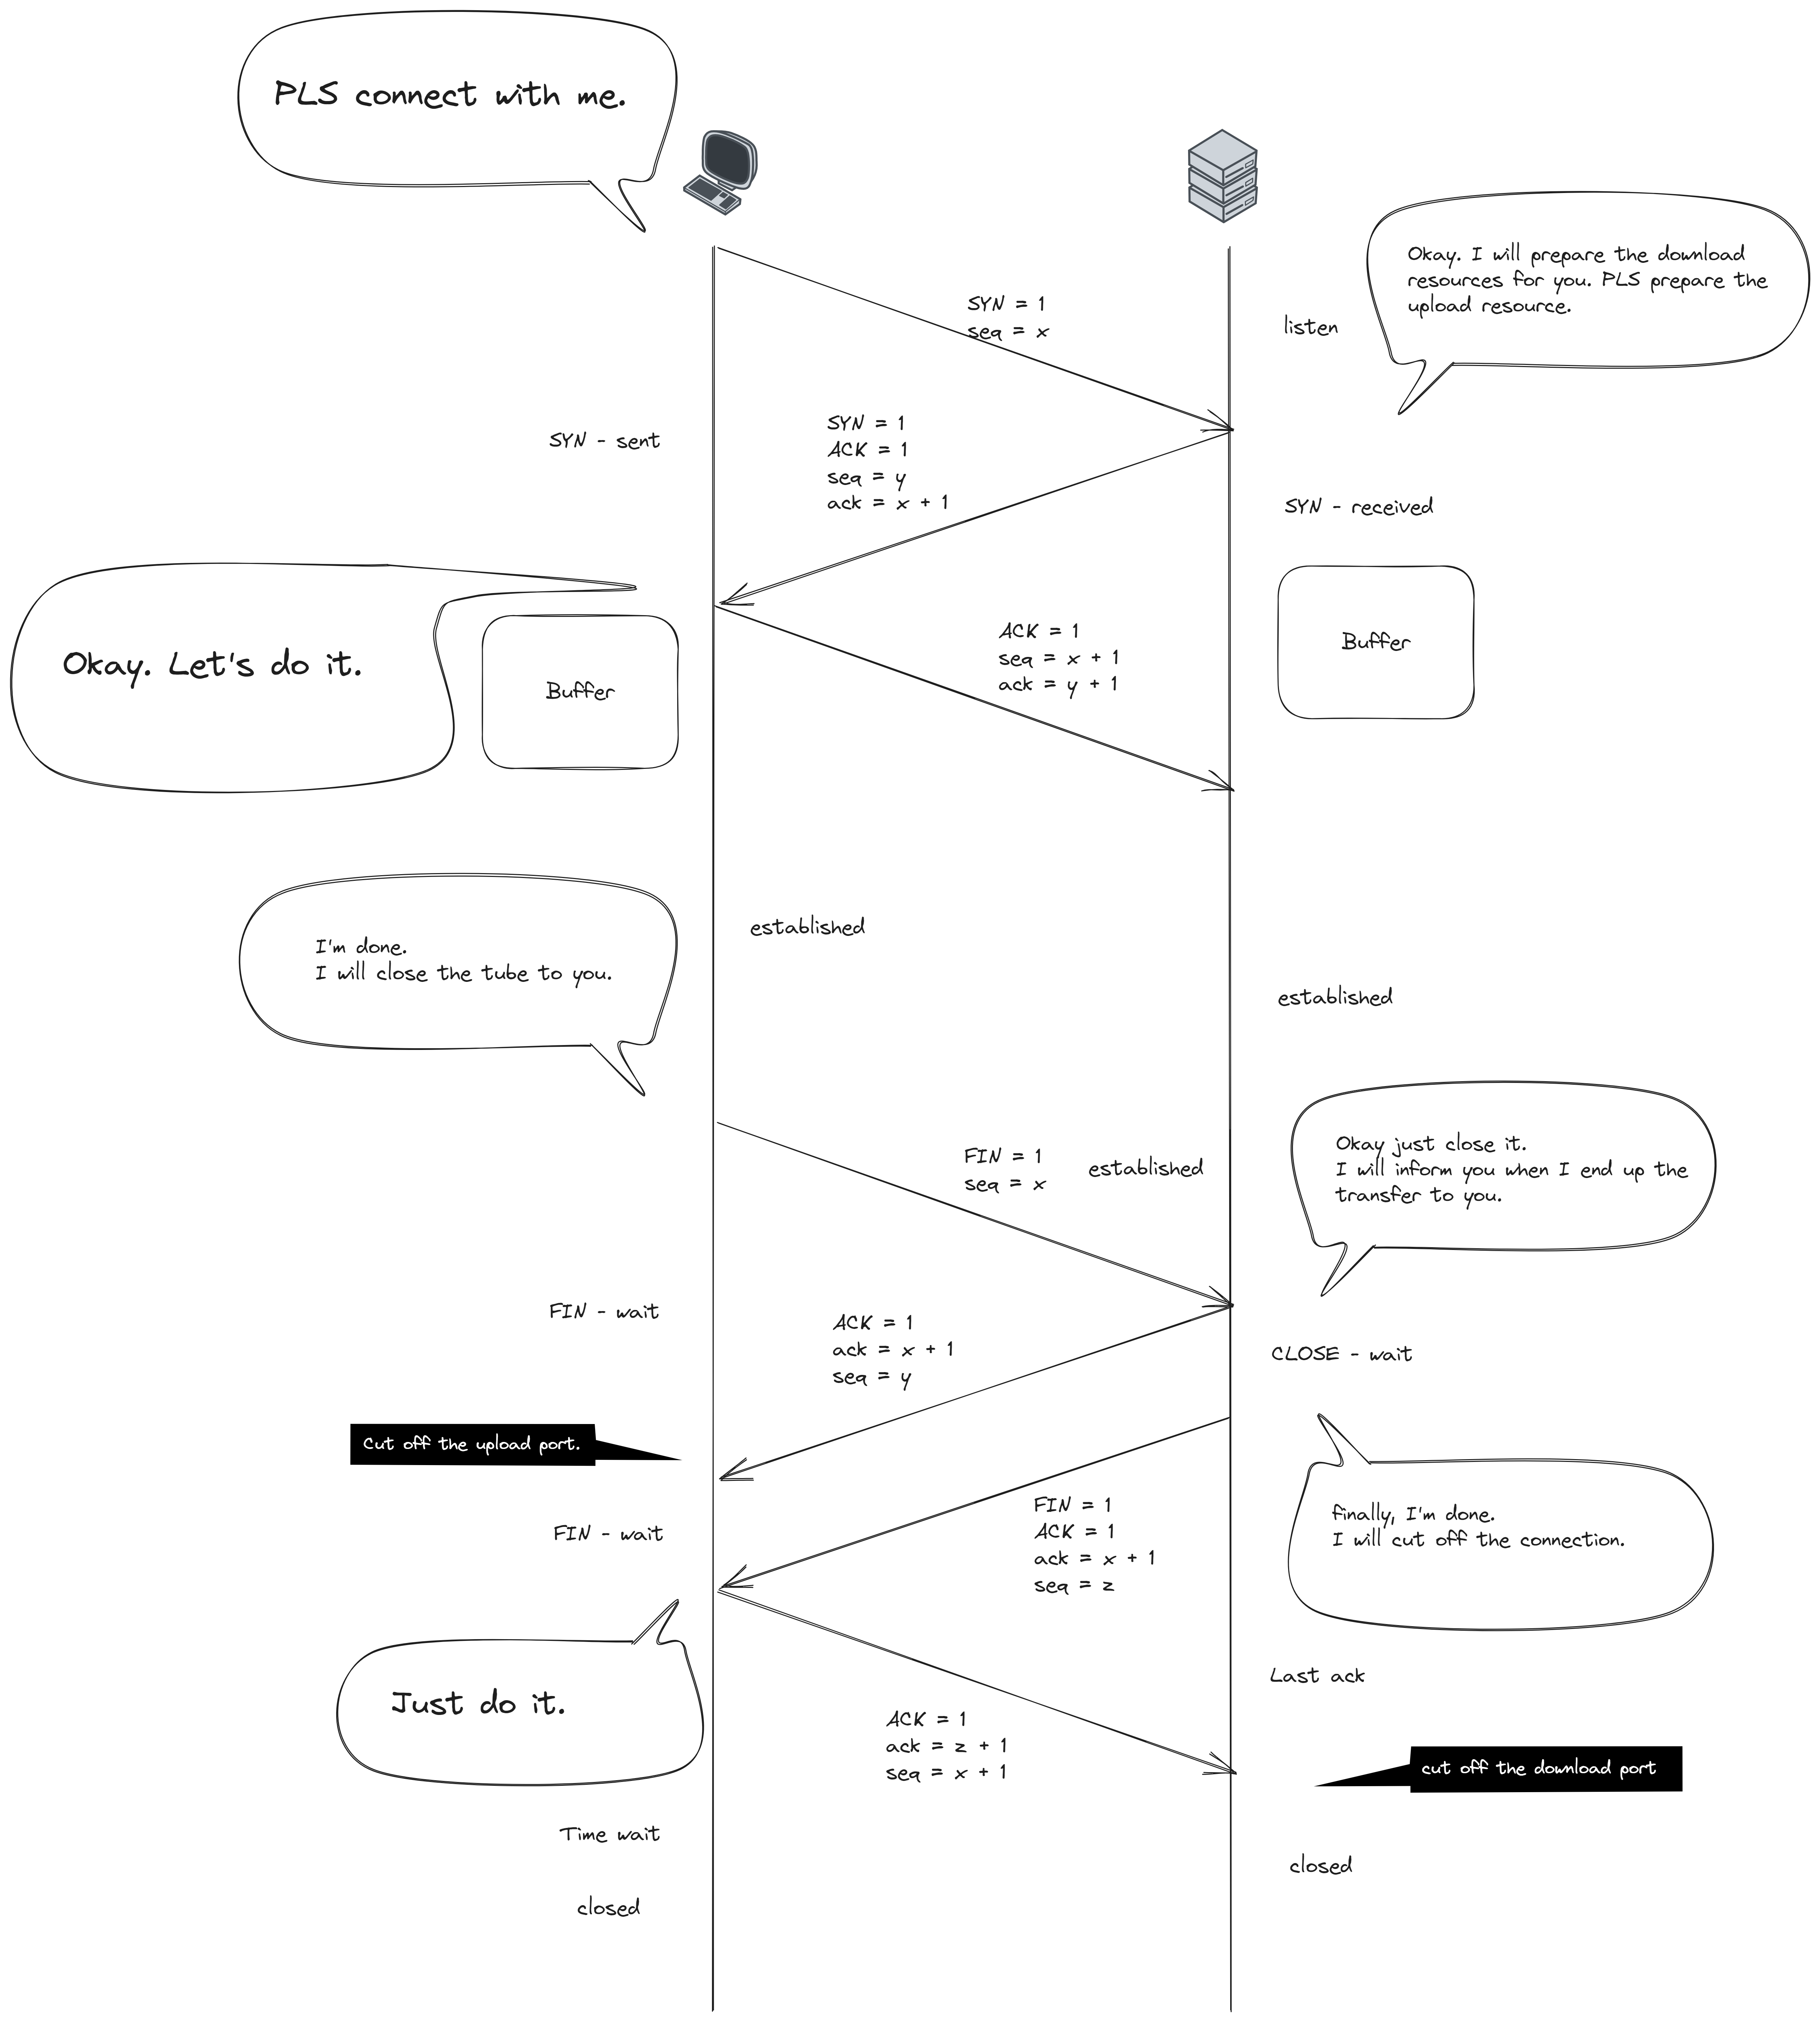 PLS connect with me.
Okay. I will prepare the download
resources for you. PLS prepare the
upload resource.
SYN = 1
seq = x
listen
SYN = 1
ACK = 1
seq = y
ack = x + 1
SYN - sent
SYN - received
Okay. Let's do it.
Buffer
Buffer
ACK = 1
seq = x + 1
ack = y + 1
established
I'm done.
I will close the tube to you.
established
FIN = 1
seq = x
established
Okay just close it.
I will inform you when I end up the
transfer to you.
FIN - wait
ACK = 1
ack = x + 1
seq = y
CLOSE - wait
Cut off the upload port.
FIN - wait
FIN = 1
ACK = 1
ack = x + 1
seq = z
finally, I'm done.
I will cut off the connection.
Just do it.
Last ack
ACK = 1
ack = z + 1
seq = x + 1
cut off the download port
Time wait
closed
closed